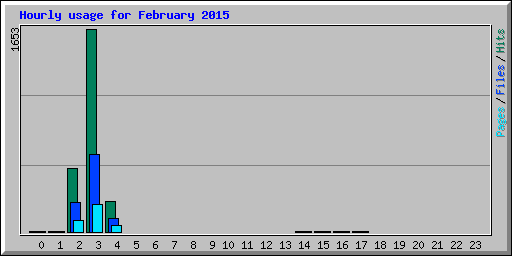 Hourly usage for February 2015
1653
Pages/Files/Hits
0 1 2 3 4 5 6 7 8 9 10 11 12 13 14 15 16 17 18 19 20 21 22 23